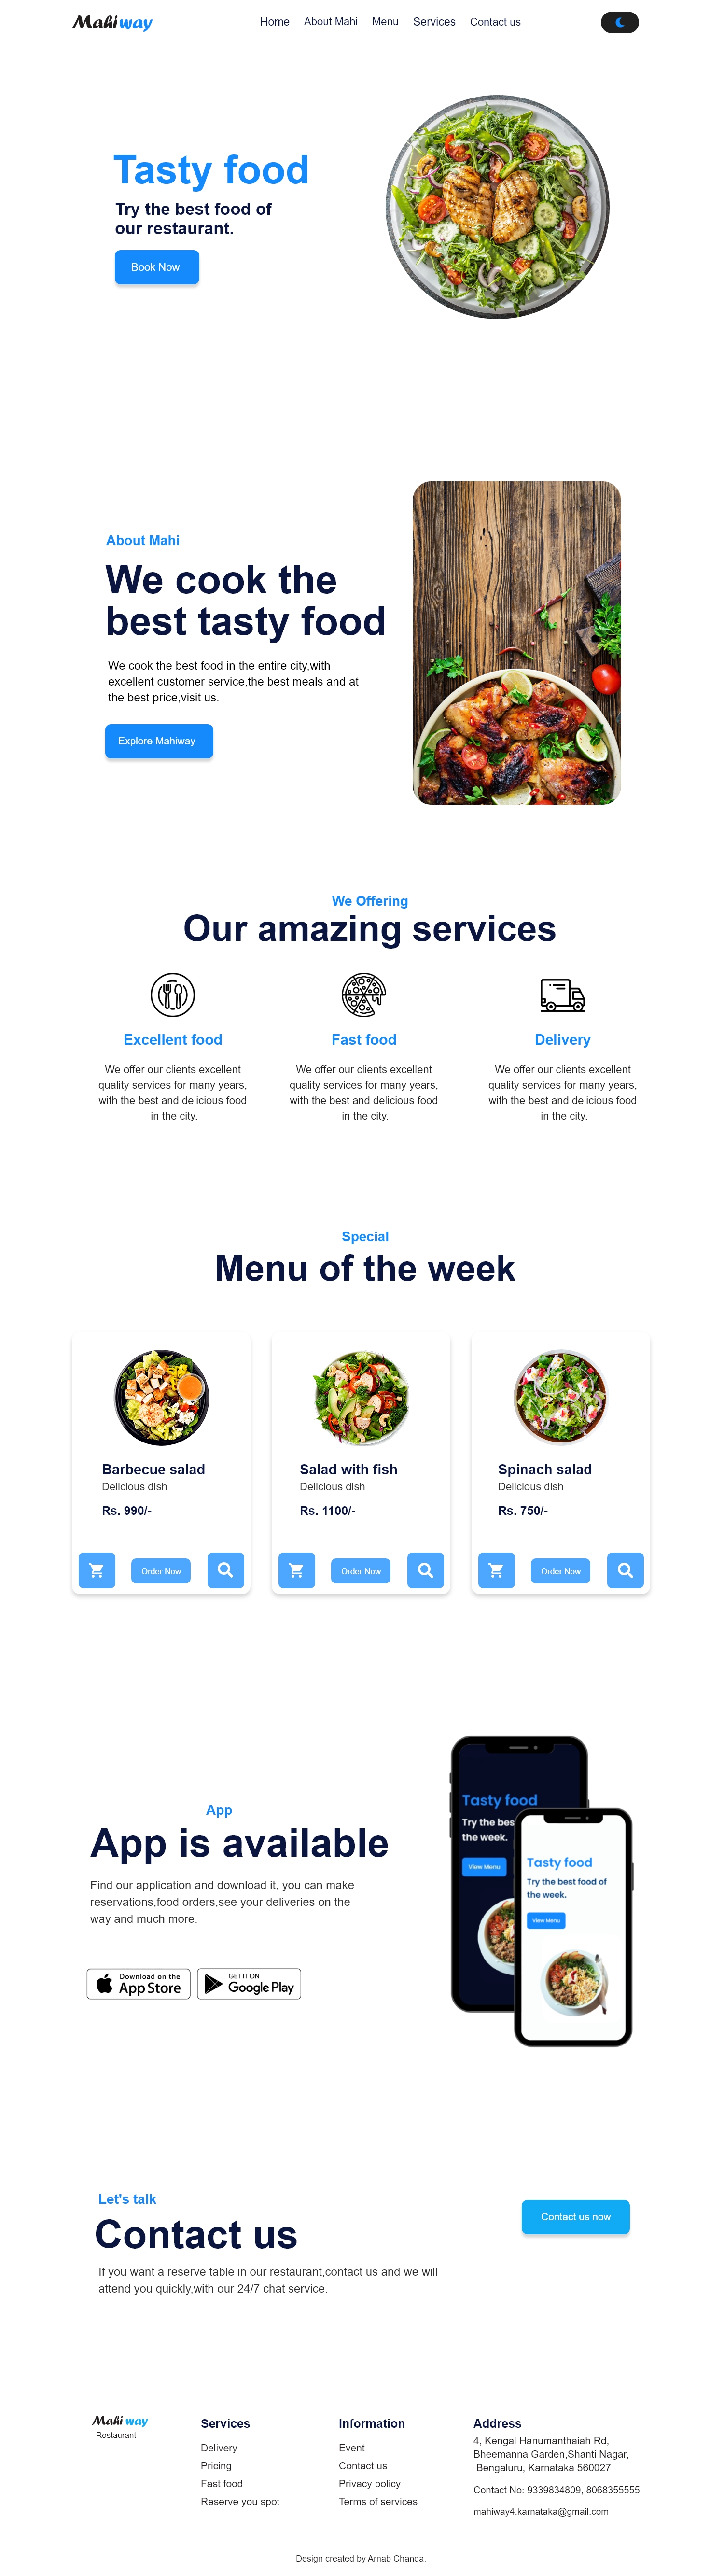 Mahiway
Home About Mahi Menu Services Contact us
Tasty food
Try the best food of
our restaurant.
Book Now
About Mahi
We cook the
best tasty food
We cook the best food in the entire city,with
excellent customer service,the best meals and at
the best price,visit us.
Explore Mahiway
We Offering
Our amazing services
Excellent food
We offer our clients excellent
quality services for many years,
with the best and delicious food
in the city.
Fast food
We offer our clients excellent
quality services for many years,
with the best and delicious food
in the city.
Delivery
We offer our clients excellent
quality services for many years,
with the best and delicious food
in the city.
Special
Menu of the week
Barbecue salad
Delicious dish
Rs. 990/-
Order Now
Salad with fish
Delicious dish
Rs. 1100/-
Order Now
Spinach salad
Delicious dish
Rs. 750/-
Order Now
App
App is available
Find our application and download it, you can make
reservations,food orders,see your deliveries on the
way and much more.
Download on the
App Store
GET IT ON
Google Play
Tasty food
Try the bes
the week.
View Menu
Tasty food
Try the best food of
the week.
View Menu
Let's talk
Contact us
If you want a reserve table in our restaurant,contact us and we will
attend you quickly,with our 24/7 chat service.
Contact us now
Mahi way
Restaurant
Services
Delivery
Pricing
Fast food
Reserve you spot
Information
Event
Contact us
Privacy policy
Terms of services
Address
4, Kengal Hanumanthaiah Rd,
Bheemanna Garden,Shanti Nagar,
Bengaluru, Karnataka 560027
Contact No: 9339834809, 8068355555
mahiway4.karnataka@gmail.com
Design created by Arnab Chanda.